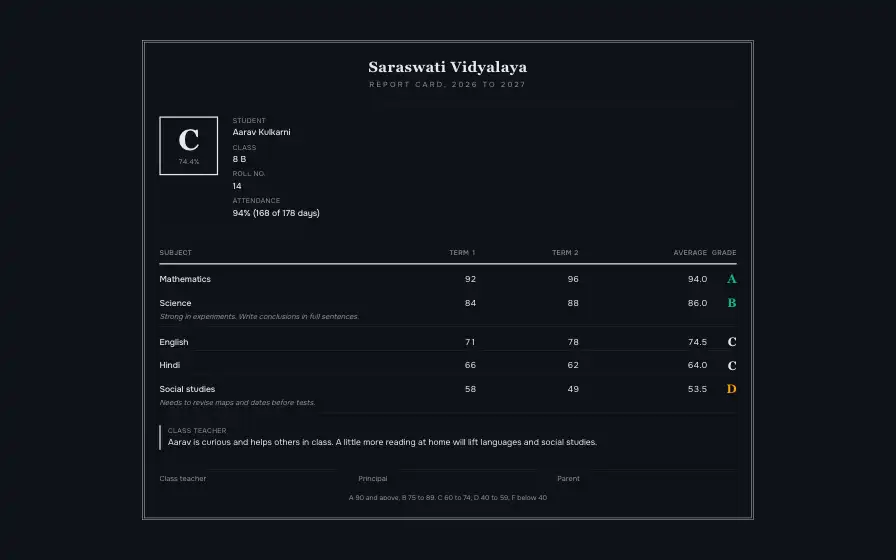 Saraswati Vidyalaya
REPORT CARD, 2026 TO 2027
C
74.4%
STUDENT
Aarav Kulkarni
CLASS
8 B
ROLL NO.
14
ATTENDANCE
94% (168 of 178 days)
SUBJECT TERM 1 TERM 2 AVERAGE GRADE
Mathematics 92 96 94.0 A
Science 84 88 86.0 B
Strong in experiments. Write conclusions in full sentences.
English 71 78 74.5 C
Hindi 66 62 64.0 C
Social studies 58 49 53.5 D
Needs to revise maps and dates before tests.
CLASS TEACHER
Aarav is curious and helps others in class. A little more reading at home will lift languages and social studies.
Class teacher Principal Parent
A 90 and above, B 75 to 89, C 60 to 74, D 40 to 59, F below 40